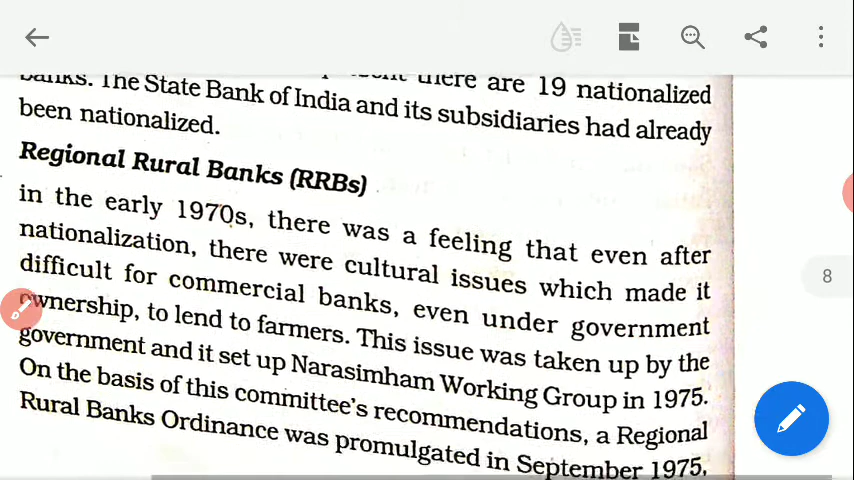 there are 19 nationalized
banks. The State Bank of India and its subsidiaries had already
been nationalized.
Regional Rural Banks (RRBs)
in the early 1970s, there was a feeling that even after
nationalization, there were cultural issues which made it
difficult for commercial banks, even under government
ownership, to lend to farmers. This issue was taken up by the
government and it set up Narasimham Working Group in 1975.
On the basis of this committee's recommendations, a Regional
Rural Banks Ordinance was promulgated in September 1975,
8